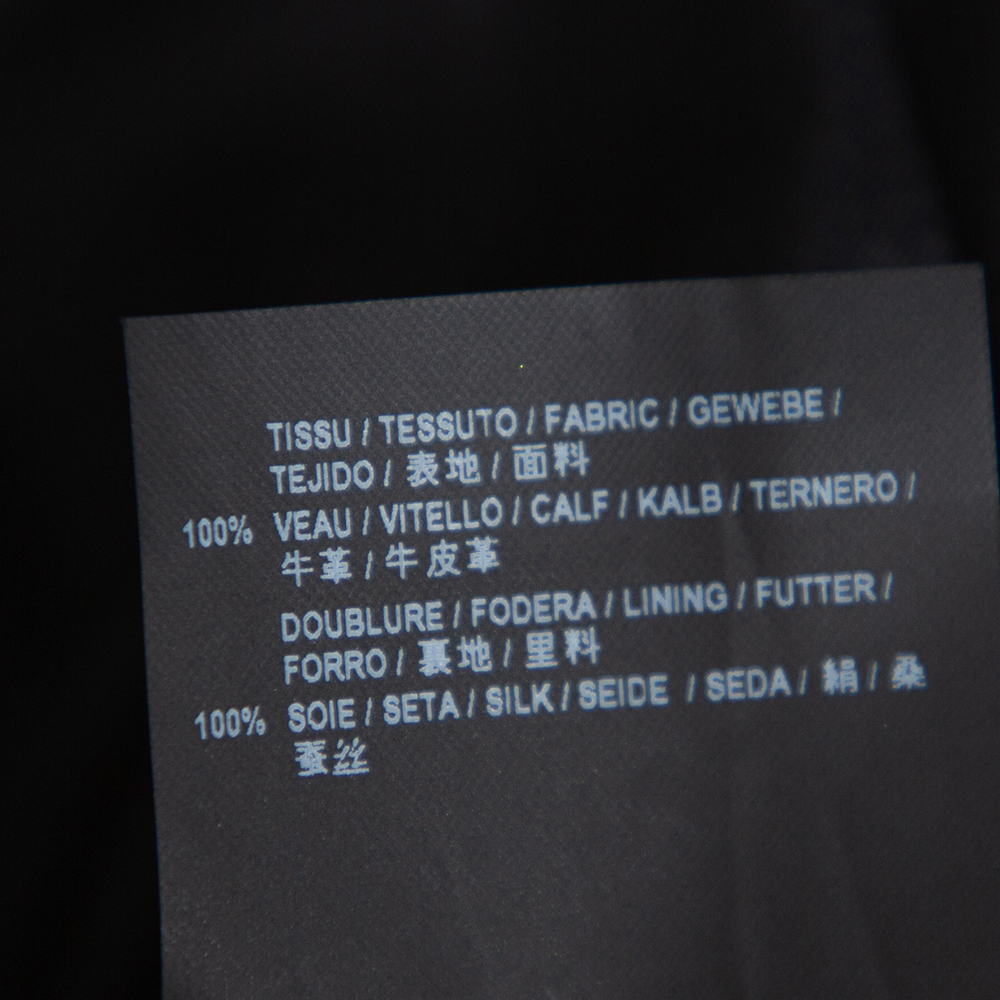 TISSU / TESSUTO / FABRIC / GEWEBE /
TEJIDO / 表地 / 面料
100% VEAU / VITELLO / CALF / KALB / TERNERO /
牛革 / 牛皮革
DOUBLURE / FODERA / LINING / FUTTER /
FORRO / 裏地 / 里料
100% SOIE / SETA / SILK / SEIDE / SEDA / 絹 / 桑
蚕丝